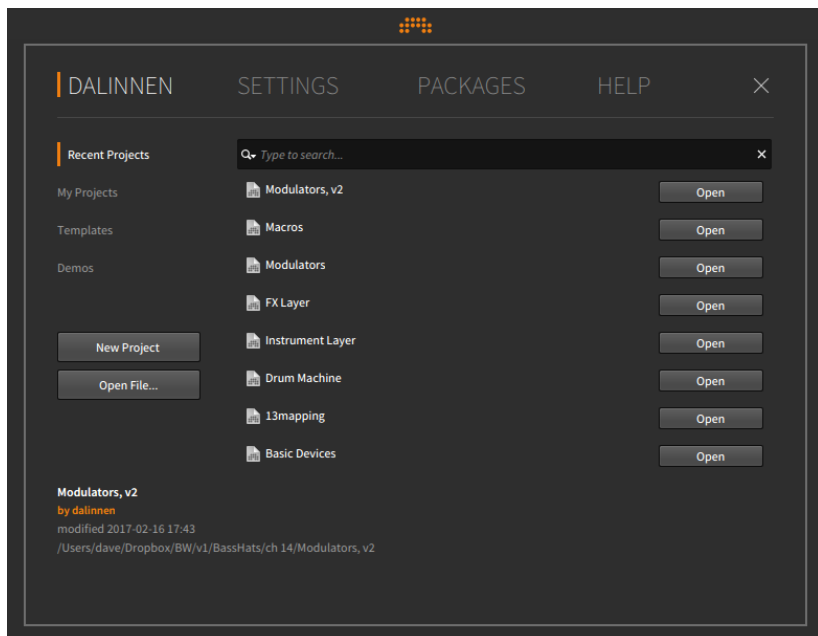 DALINNEN SETTINGS PACKAGES HELP
Recent Projects Type to search...
My Projects Modulators, v2 Open
Templates Macros Open
Demos Modulators Open
FX Layer Open
New Project Instrument Layer Open
Open File... Drum Machine Open
13mapping Open
Basic Devices Open
Modulators, v2
by dalinnen
modified 2017-02-16 17:43
/Users/dave/Dropbox/BW/v1/BassHats/ch 14/Modulators, v2